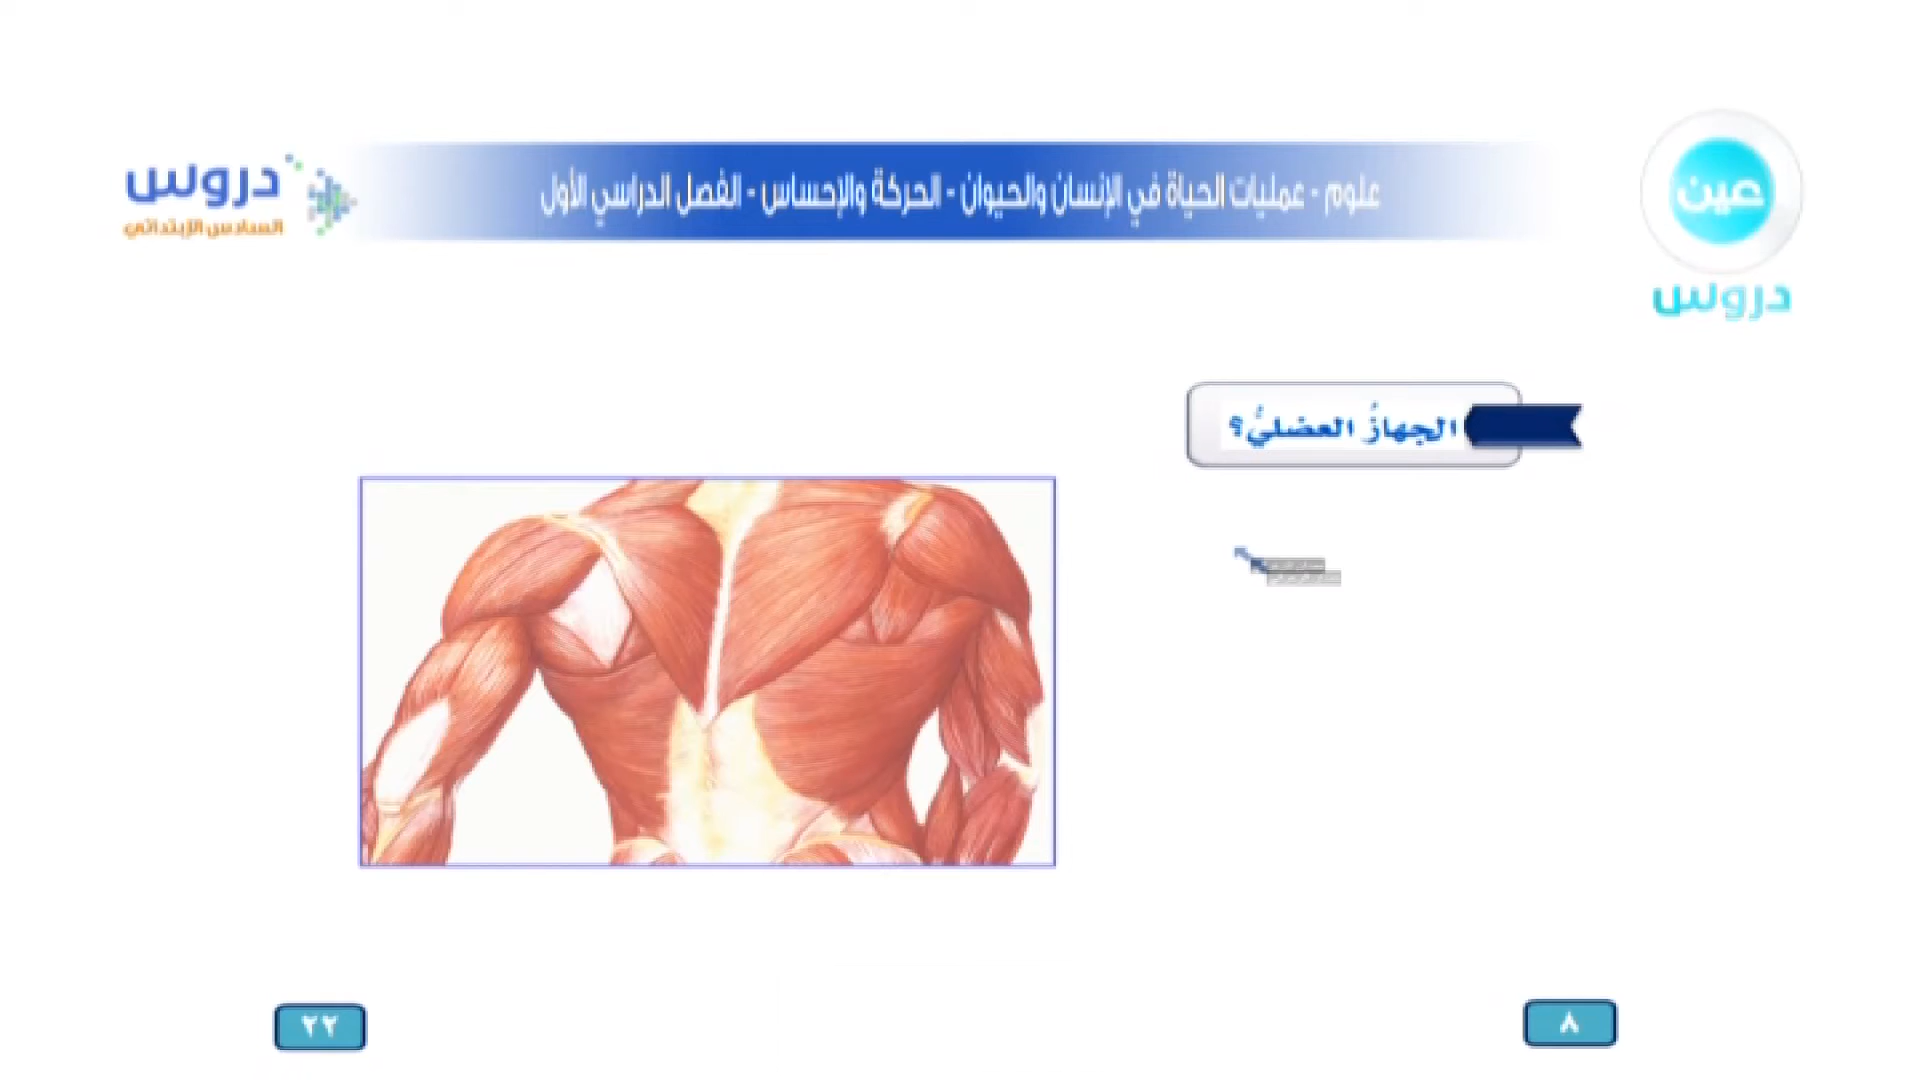 علوم - عمليات الحياة في الإنسان والحيوان - الحركة والإحساس - الفصل الدراسي الأول
عين
دروس
دروس
السادس الإبتدائي
الجهازُ العضليُّ؟
٨
٢٢